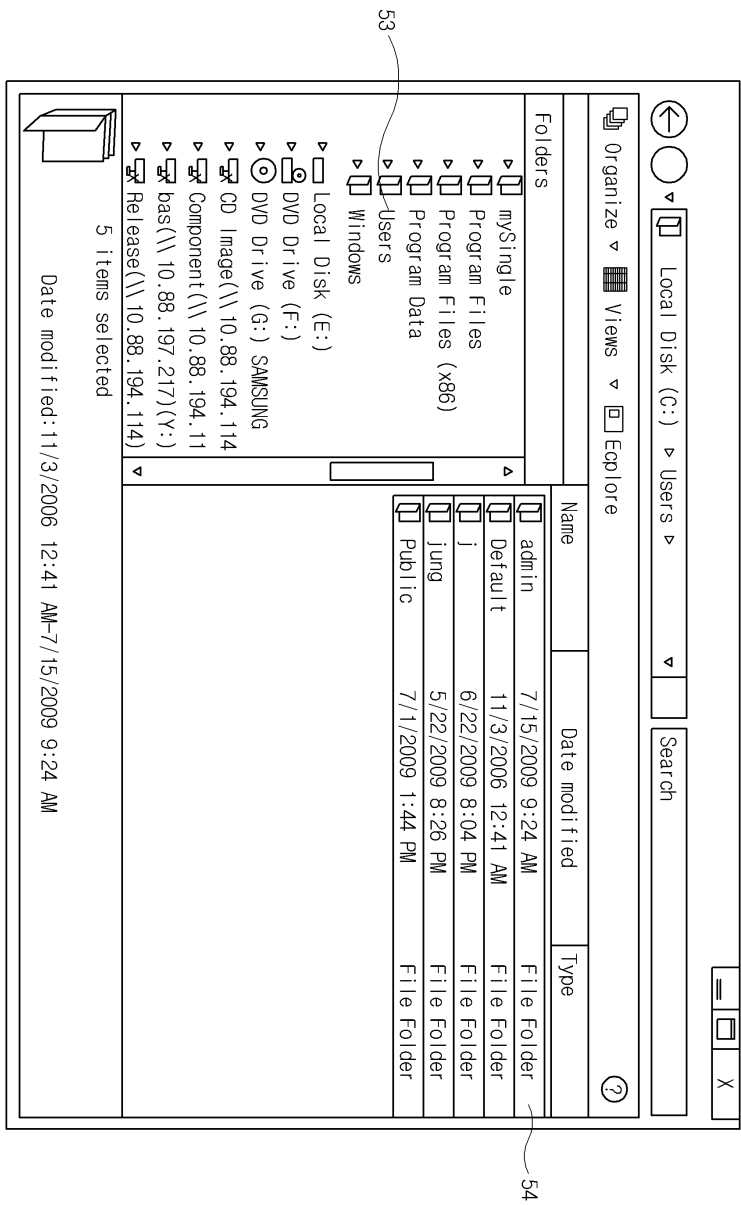 X
Local Disk (C:) Users
Search
Organize Views Ecplore
?
Folders
mySingle
Program Files
Program Files (x86)
Program Data
Users
Windows
Local Disk (E:)
DVD Drive (F:)
DVD Drive (G:) SAMSUNG
CD Image(\\ 10.88.194.114
Component(\\ 10.88.194.11
bas(\\ 10.88.197.217)(Y:)
Release(\\ 10.88.194.114)
53
Name Date modified Type
admin 7/15/2009 9:24 AM File Folder
Default 11/3/2006 12:41 AM File Folder
j 6/22/2009 8:04 PM File Folder
jung 5/22/2009 8:26 PM File Folder
Public 7/1/2009 1:44 PM File Folder
54
5 items selected
Date modified:11/3/2006 12:41 AM-7/15/2009 9:24 AM